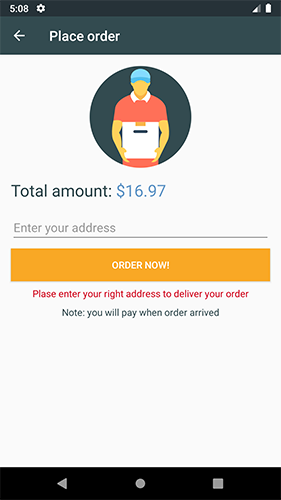 5:08
Place order
Total amount: $16.97
Enter your address
ORDER NOW!
Plase enter your right address to deliver your order
Note: you will pay when order arrived